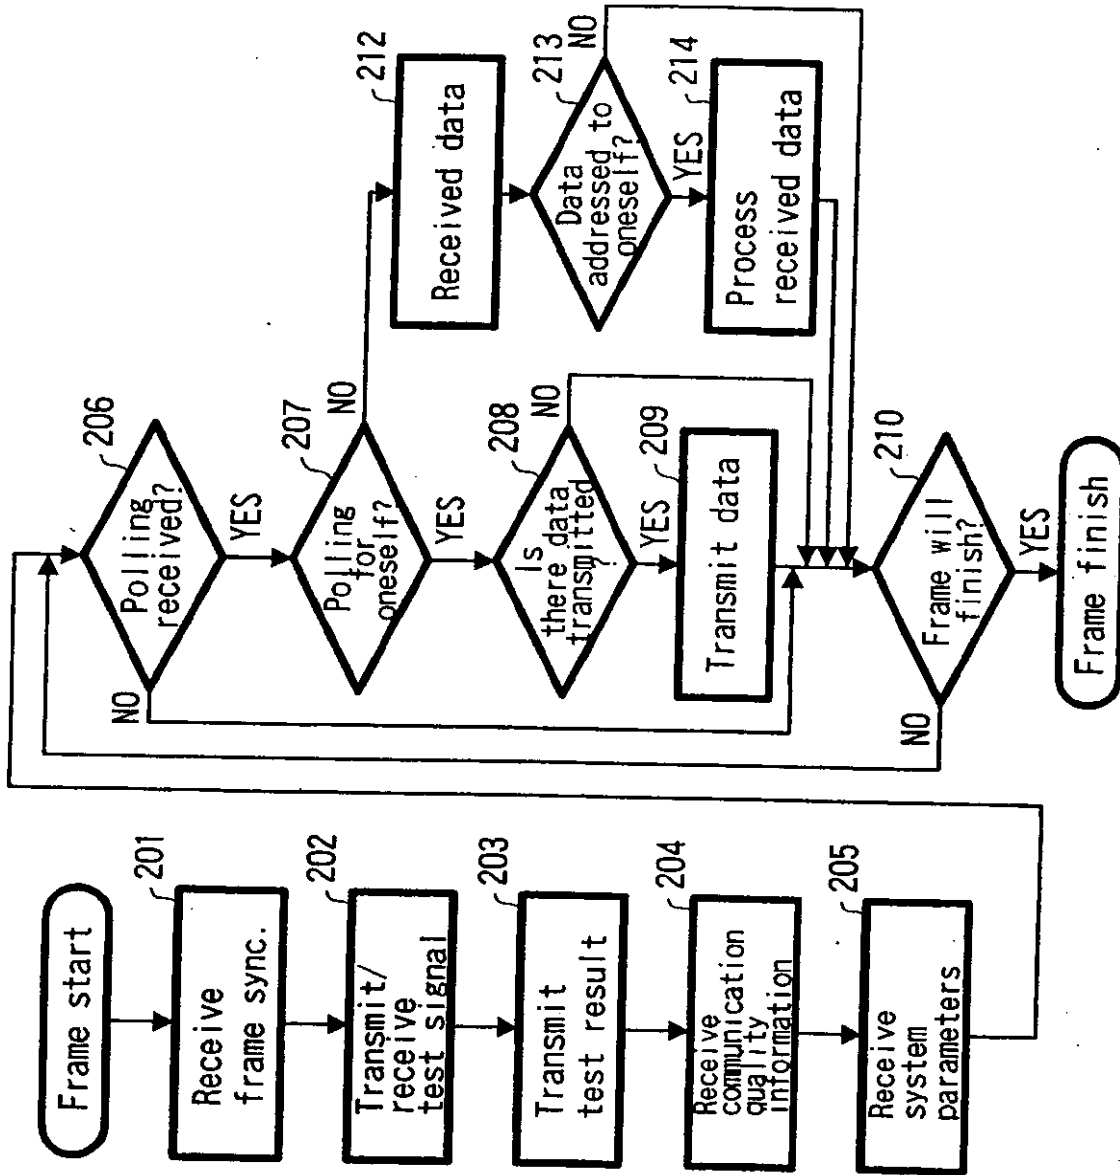 Frame start
201
Receive
frame sync.
202
Transmit/
receive
test signal
203
Transmit
test result
204
Receive
communication
quality
information
205
Receive
system
parameters
206
Polling
received?
NO
YES
207
Polling
for
oneself?
NO
YES
208
Is
there data
transmitted
?
NO
YES
209
Transmit data
212
Received data
213
Data
addressed to
oneself?
NO
YES
214
Process
received data
210
Frame will
finish?
NO
YES
Frame finish